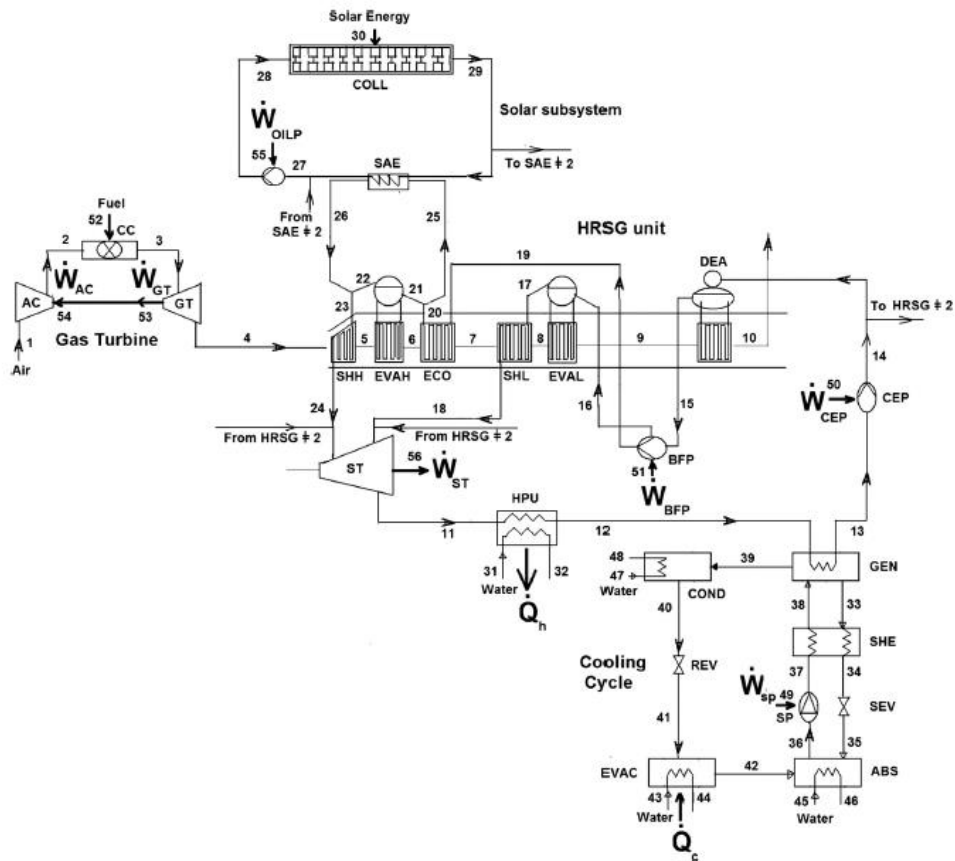 Solar Energy
30
28
29
COLL
Ẇ OILP
Solar subsystem
55
27
SAE
To SAE ǂ 2
From SAE ǂ 2
26
25
Fuel
52
CC
2
3
HRSG unit
Ẇ AC
Ẇ GT
AC
GT
54
53
Gas Turbine
1
Air
4
19
DEA
22
21
17
23
20
To HRSG ǂ 2
5
6
7
8
9
10
SHH
EVAH
ECO
SHL
EVAL
14
24
18
16
15
Ẇ CEP
50
CEP
From HRSG ǂ 2
From HRSG ǂ 2
ST
56
Ẇ ST
BFP
51
Ẇ BFP
HPU
11
12
13
31
32
Water
Q̇h
48
47
Water
COND
39
GEN
40
38
33
SHE
Cooling Cycle
REV
37
34
Ẇsp
49
SP
SEV
41
36
35
EVAC
42
ABS
43
44
Water
45
46
Water
Q̇c